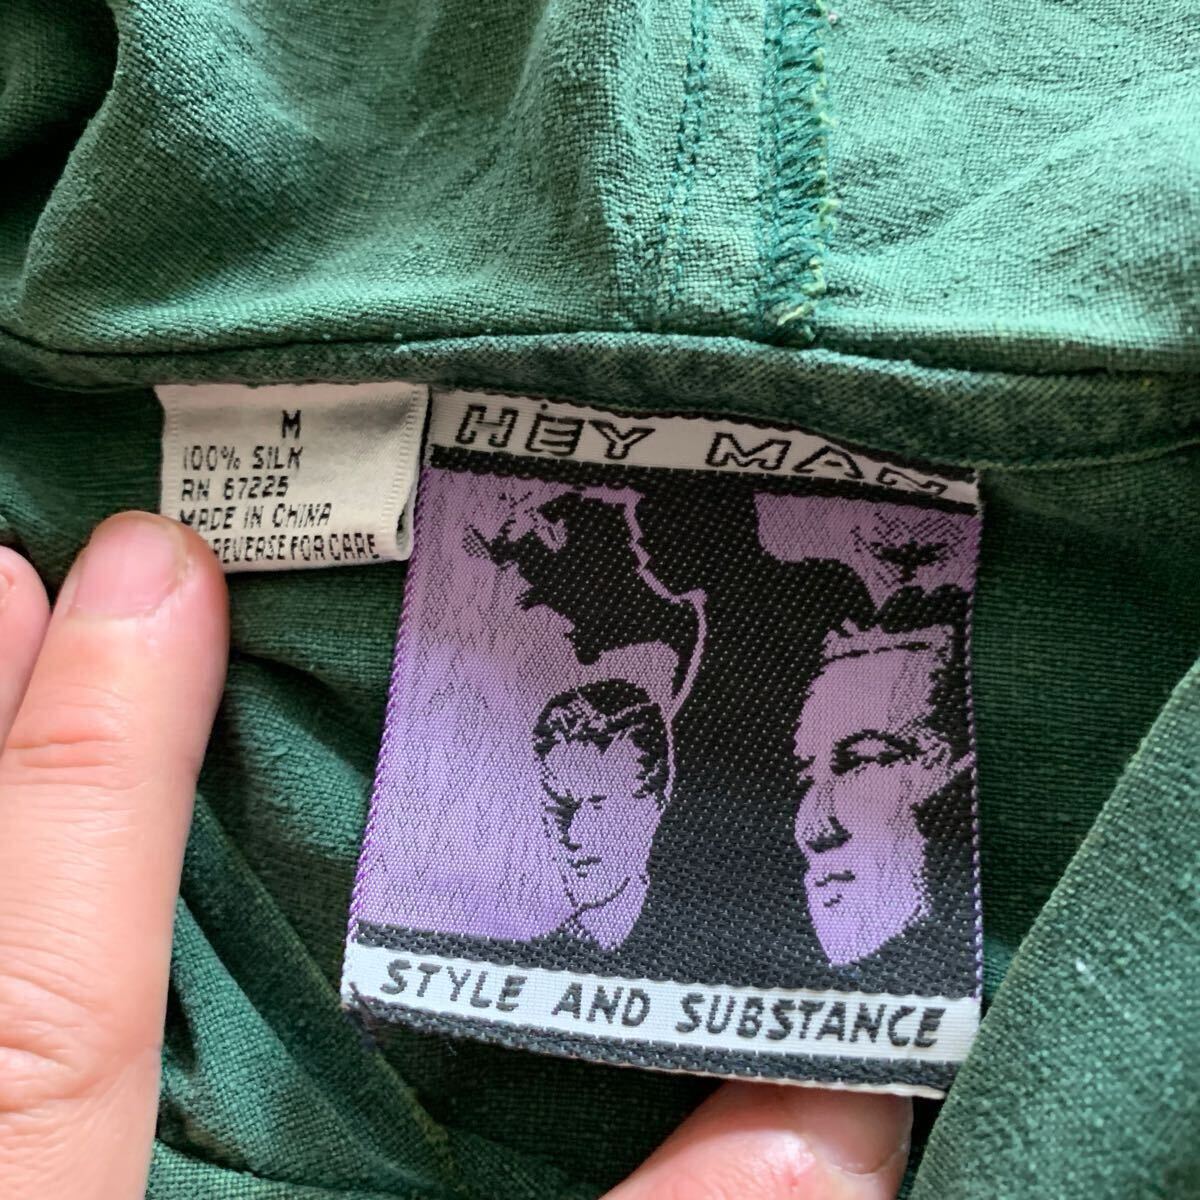 M
100% SILK
RN 67225
MADE IN CHINA
REVERSE FOR CARE
HEY MAN
STYLE AND SUBSTANCE